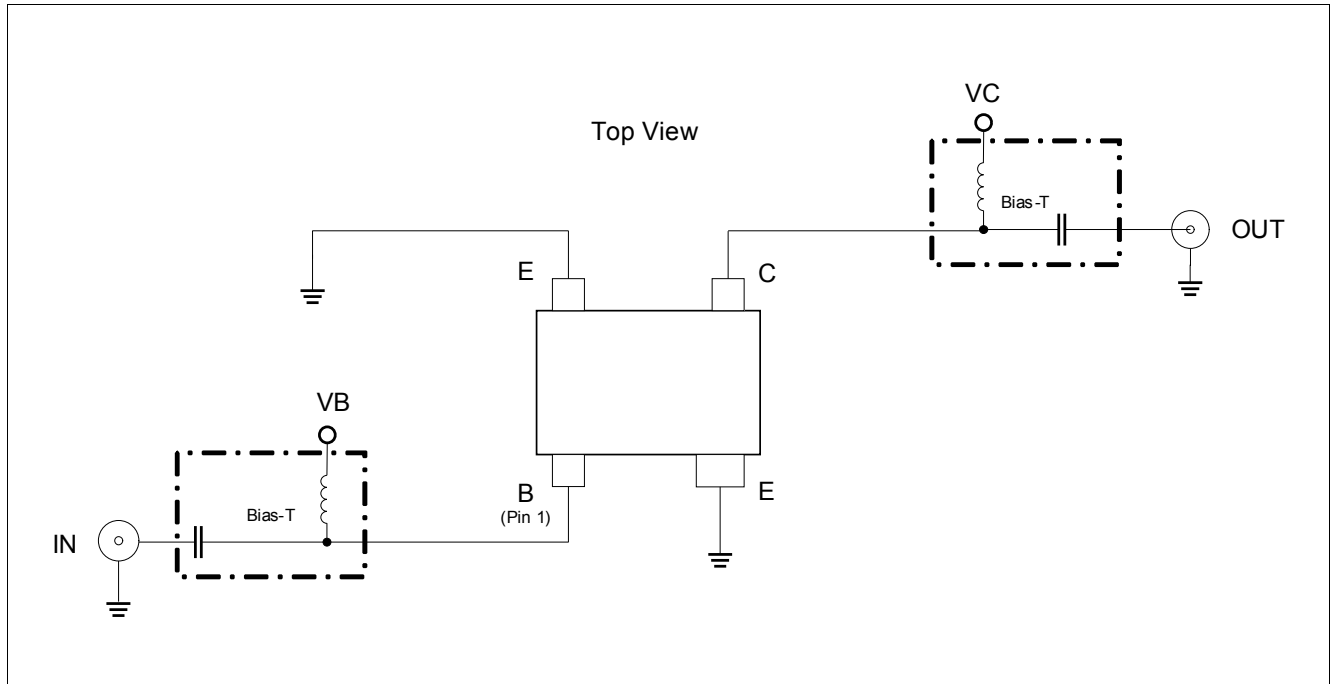 VC
Top View
Bias-T
OUT
E
C
VB
B
(Pin 1)
E
Bias-T
IN